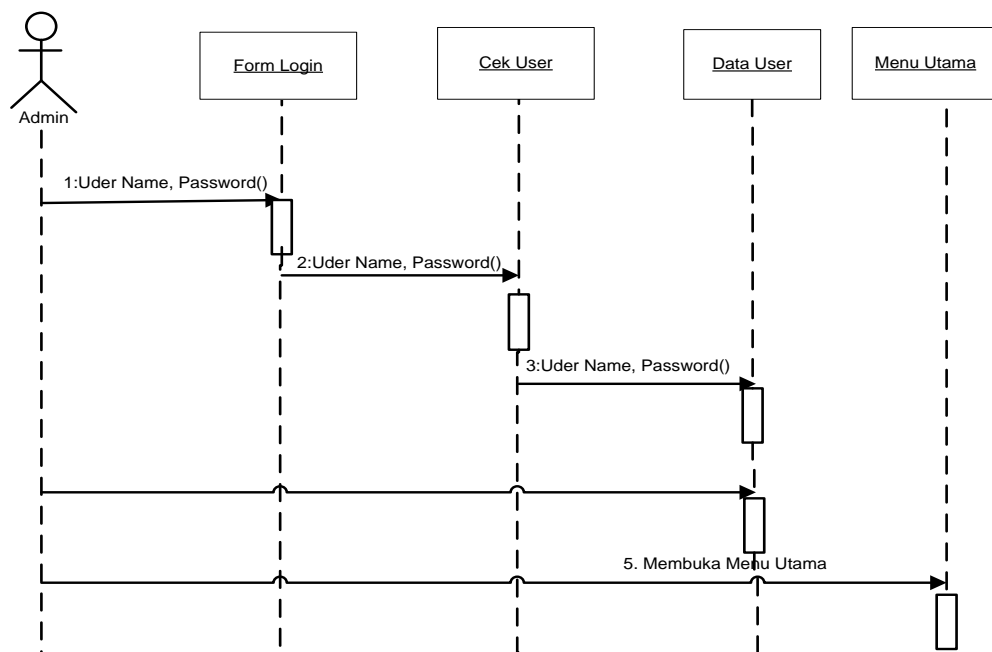 Form Login
Cek User
Data User
Menu Utama
Admin
1:Uder Name, Password()
2:Uder Name, Password()
3:Uder Name, Password()
5. Membuka Menu Utama